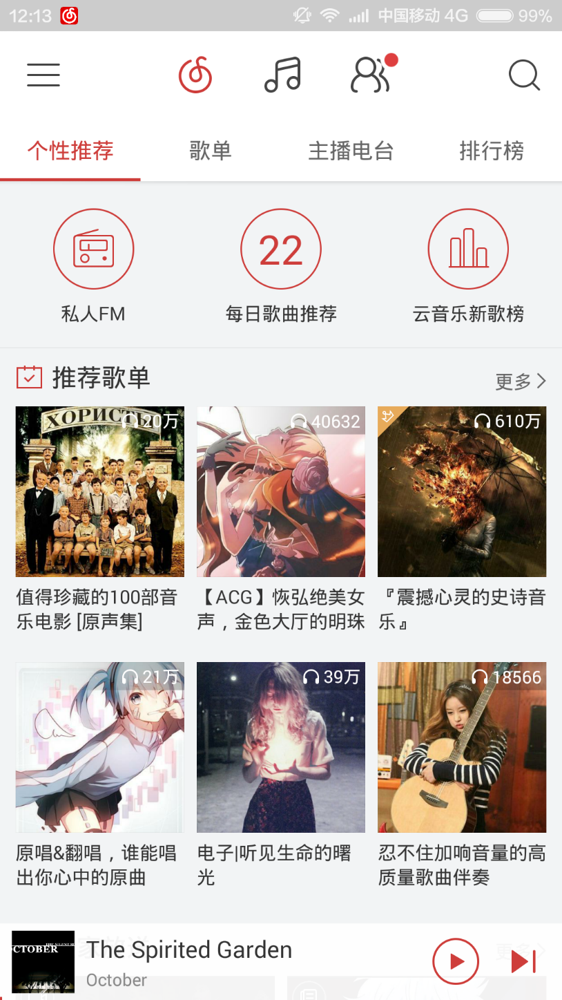 12:13 中国移动 4G 99%
个性推荐 歌单 主播电台 排行榜
22
私人FM 每日歌曲推荐 云音乐新歌榜
推荐歌单 更多
ХОРИСТЫ 20万 40632 610万
值得珍藏的100部音
乐电影 [原声集]
【ACG】恢弘绝美女
声，金色大厅的明珠
『震撼心灵的史诗音
乐』
21万 39万 18566
原唱&翻唱，谁能唱
出你心中的原曲
电子|听见生命的曙
光
忍不住加响音量的高
质量歌曲伴奏
OCTOBER
The Spirited Garden
October
更多